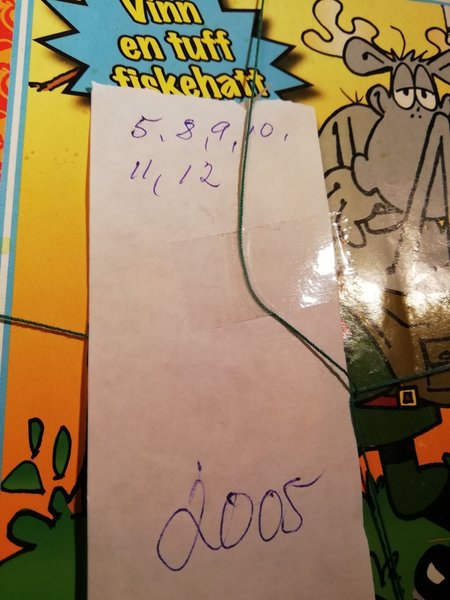 Vinn
en tuff
fiskehatt
5, 8, 9, 10,
11, 12
2005